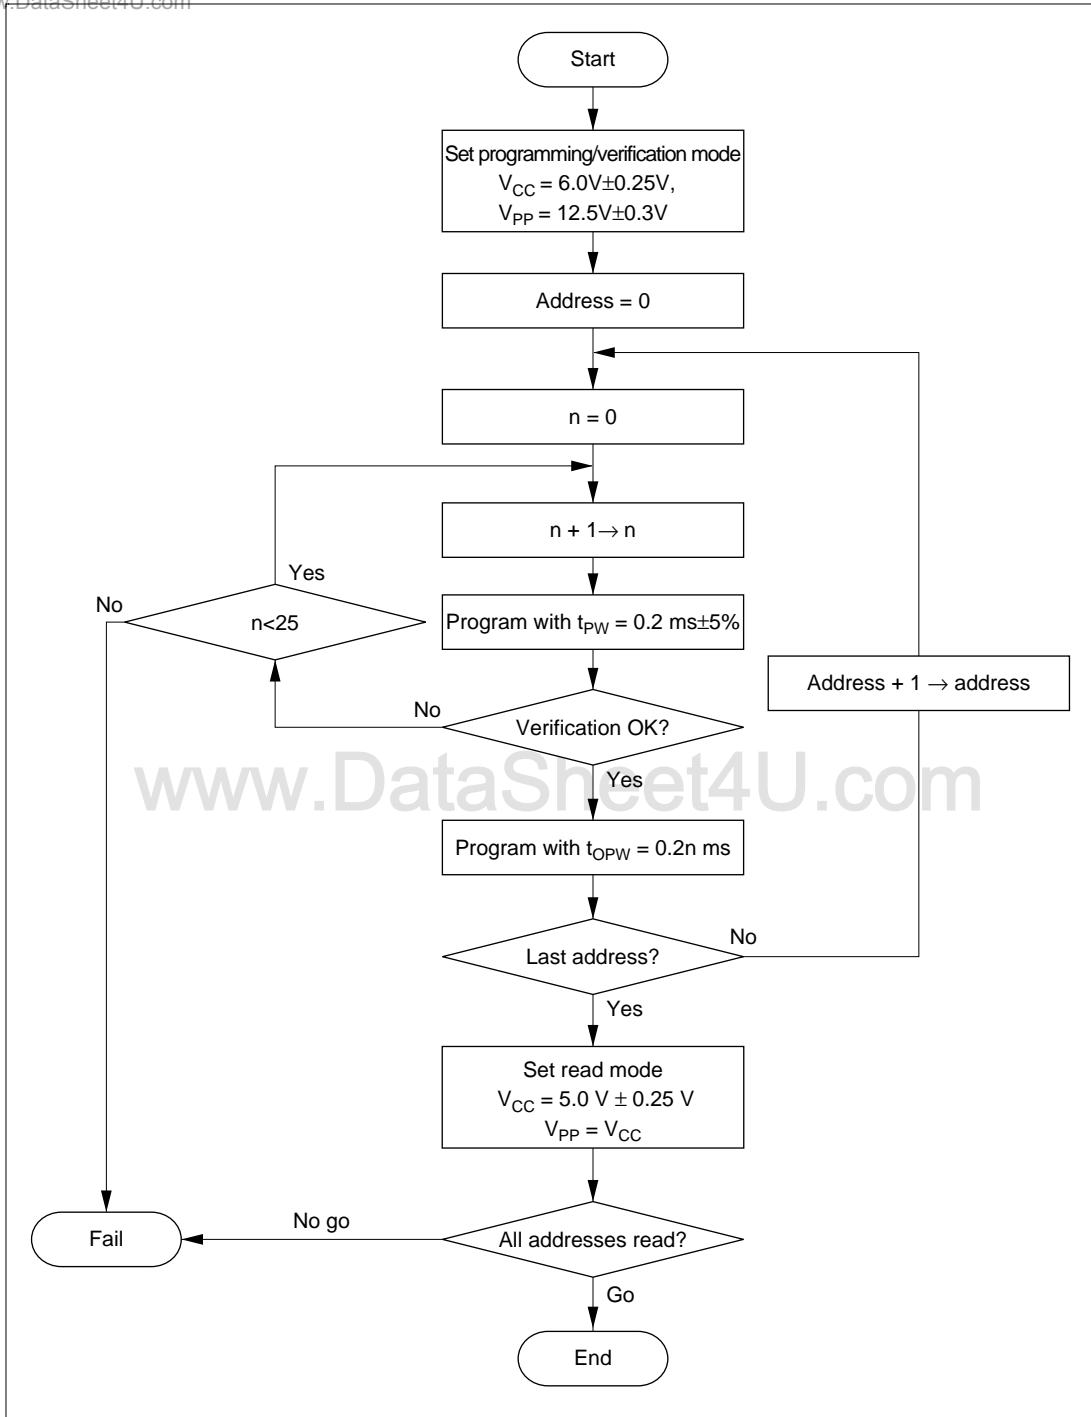 w.DataSheet4U.com
Start
Set programming/verification mode
VCC = 6.0V±0.25V,
VPP = 12.5V±0.3V
Address = 0
n = 0
n + 1→ n
Yes
No
n<25
Program with tPW = 0.2 ms±5%
Address + 1 → address
No
Verification OK?
www.DataSheet4U.com
Yes
Program with tOPW = 0.2n ms
No
Last address?
Yes
Set read mode
VCC = 5.0 V ± 0.25 V
VPP = VCC
No go
Fail
All addresses read?
Go
End